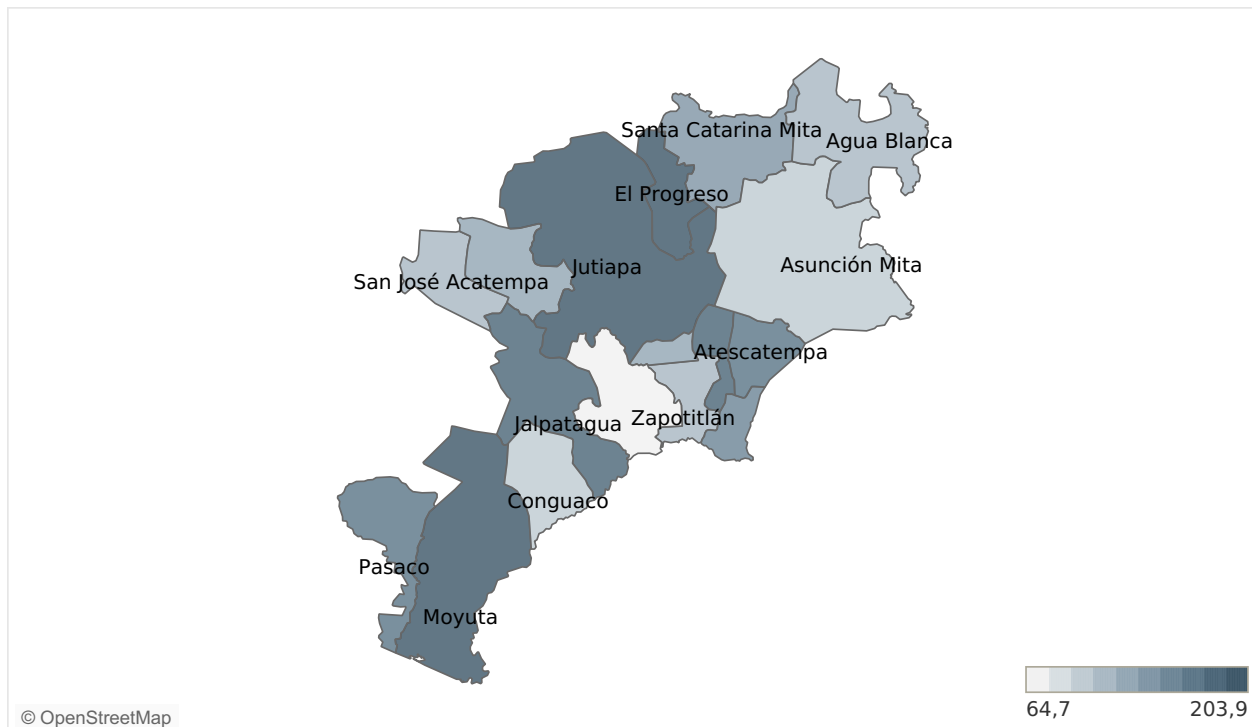 Santa Catarina Mita
Agua Blanca
El Progreso
Asunción Mita
Jutiapa
San José Acatempa
Atescatempa
Zapotitlán
Jalpatagua
Conguaco
Pasaco
Moyuta
64,7
203,9
© OpenStreetMap